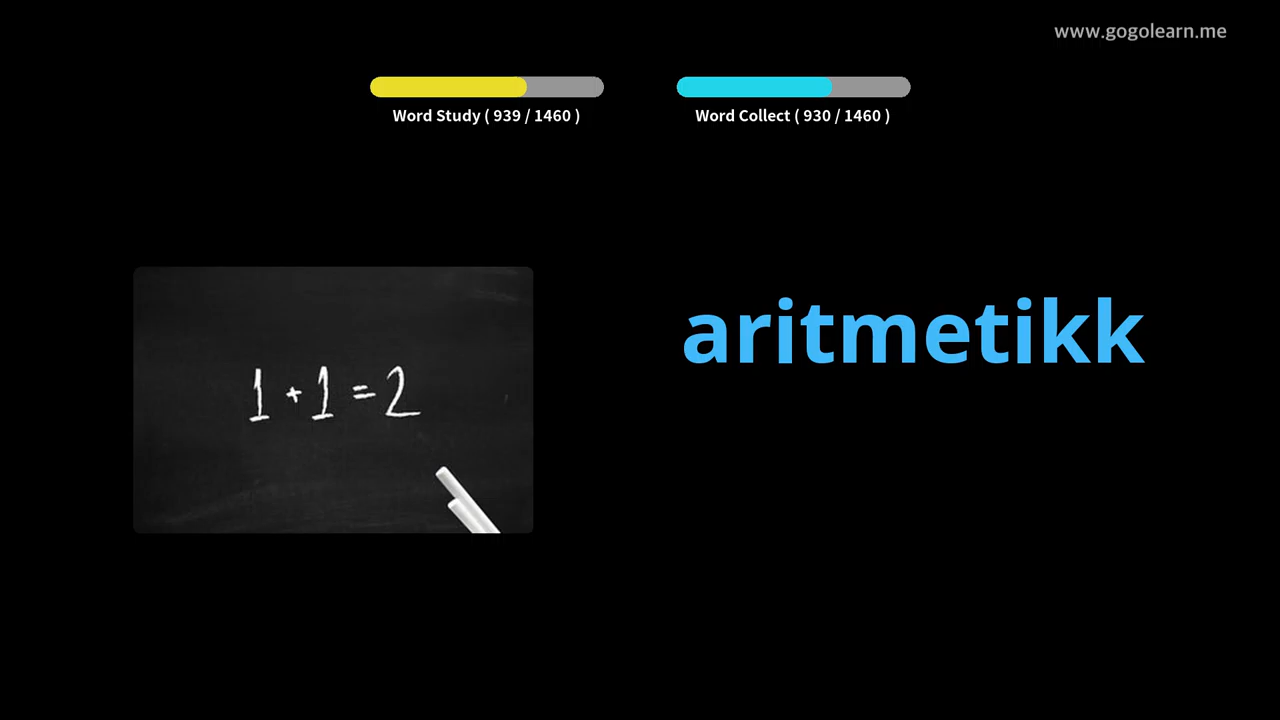 www.gogolearn.me
Word Study ( 939 / 1460 )
Word Collect ( 930 / 1460 )
aritmetikk
1 + 1 = 2